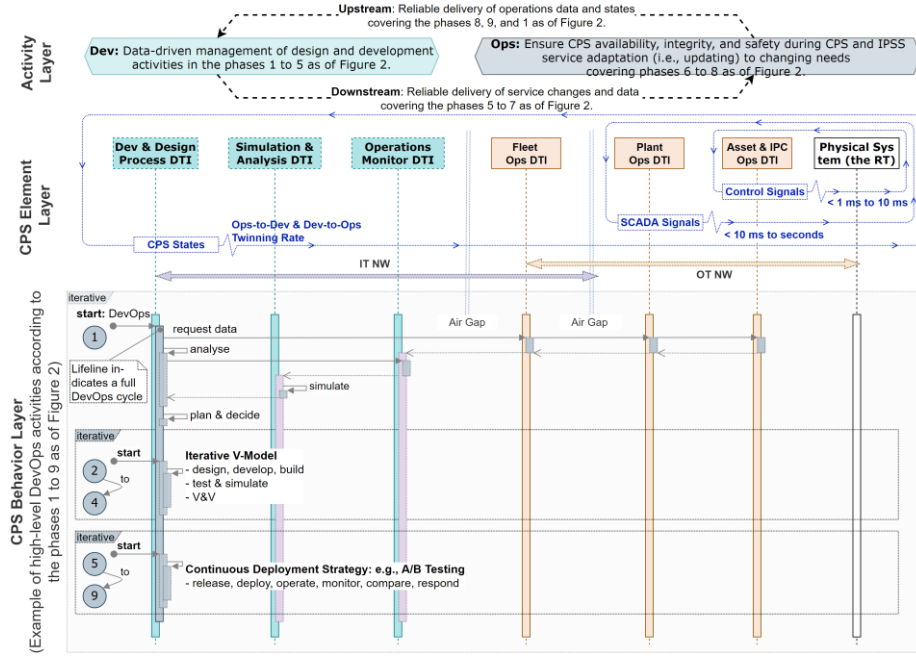 Upstream: Reliable delivery of operations data and states
covering the phases 8, 9, and 1 as of Figure 2.
Activity
Layer
Dev: Data-driven management of design and development
activities in the phases 1 to 5 as of Figure 2.
Ops: Ensure CPS availability, integrity, and safety during CPS and IPSS
service adaptation (i.e., updating) to changing needs
covering phases 6 to 8 as of Figure 2.
Downstream: Reliable delivery of service changes and data
covering the phases 5 to 7 as of Figure 2.
CPS Element
Layer
Dev & Design
Process DTI
Simulation &
Analysis DTI
Operations
Monitor DTI
Fleet
Ops DTI
Plant
Ops DTI
Asset & IPC
Ops DTI
Physical Sys
tem (the RT)
Control Signals
< 1 ms to 10 ms
SCADA Signals
< 10 ms to seconds
Ops-to-Dev & Dev-to-Ops
Twinning Rate
CPS States
IT NW
OT NW
CPS Behavior Layer
(Example of high-level DevOps activities according to
the phases 1 to 9 as of Figure 2)
iterative
start: DevOps
Air Gap
Air Gap
1
request data
analyse
Lifeline in-
dicates a full
DevOps cycle
simulate
plan & decide
iterative
start
2
to
4
Iterative V-Model
- design, develop, build
- test & simulate
- V&V
iterative
start
5
to
9
Continuous Deployment Strategy: e.g., A/B Testing
- release, deploy, operate, monitor, compare, respond